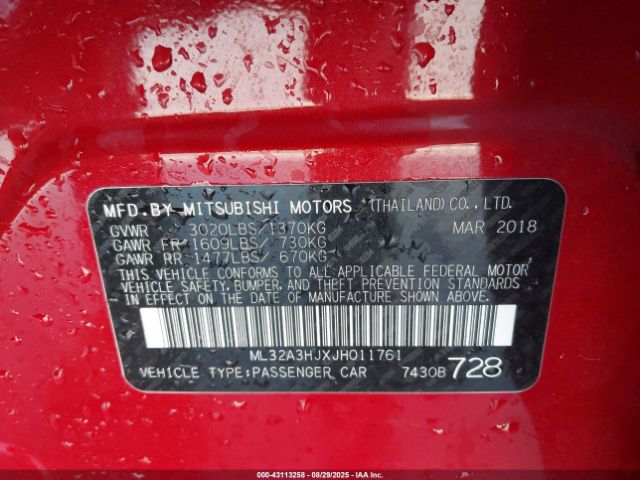 MFD.BY MITSUBISHI MOTORS (THAILAND) CO., LTD.
GVWR 3020LBS/1370KG MAR 2018
GAWR FR 1609LBS/ 730KG
GAWR RR 1477LBS/ 670KG
THIS VEHICLE CONFORMS TO ALL APPLICABLE FEDERAL MOTOR
VEHICLE SAFETY, BUMPER, AND THEFT PREVENTION STANDARDS
IN EFFECT ON THE DATE OF MANUFACTURE SHOWN ABOVE.
ML32A3HJXJH011761
VEHICLE TYPE:PASSENGER CAR 7430B 728
000-43113258 - 08/29/2025 - IAA Inc.